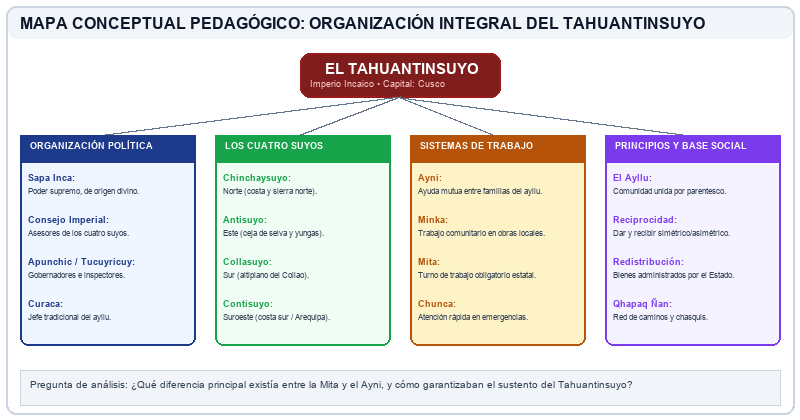 MAPA CONCEPTUAL PEDAGÓGICO: ORGANIZACIÓN INTEGRAL DEL TAHUANTINSUYO
EL TAHUANTINSUYO
Imperio Incaico • Capital: Cusco
ORGANIZACIÓN POLÍTICA
Sapa Inca:
Poder supremo, de origen divino.
Consejo Imperial:
Asesores de los cuatro suyos.
Apunchic / Tucuyricuy:
Gobernadores e inspectores.
Curaca:
Jefe tradicional del ayllu.
LOS CUATRO SUYOS
Chinchaysuyo:
Norte (costa y sierra norte).
Antisuyo:
Este (ceja de selva y yungas).
Collasuyo:
Sur (altiplano del Collao).
Contisuyo:
Suroeste (costa sur / Arequipa).
SISTEMAS DE TRABAJO
Ayni:
Ayuda mutua entre familias del ayllu.
Minka:
Trabajo comunitario en obras locales.
Mita:
Turno de trabajo obligatorio estatal.
Chunca:
Atención rápida en emergencias.
PRINCIPIOS Y BASE SOCIAL
El Ayllu:
Comunidad unida por parentesco.
Reciprocidad:
Dar y recibir simétrico/asimétrico.
Redistribución:
Bienes administrados por el Estado.
Qhapaq Ñan:
Red de caminos y chasquis.
Pregunta de análisis: ¿Qué diferencia principal existía entre la Mita y el Ayni, y cómo garantizaban el sustento del Tahuantinsuyo?